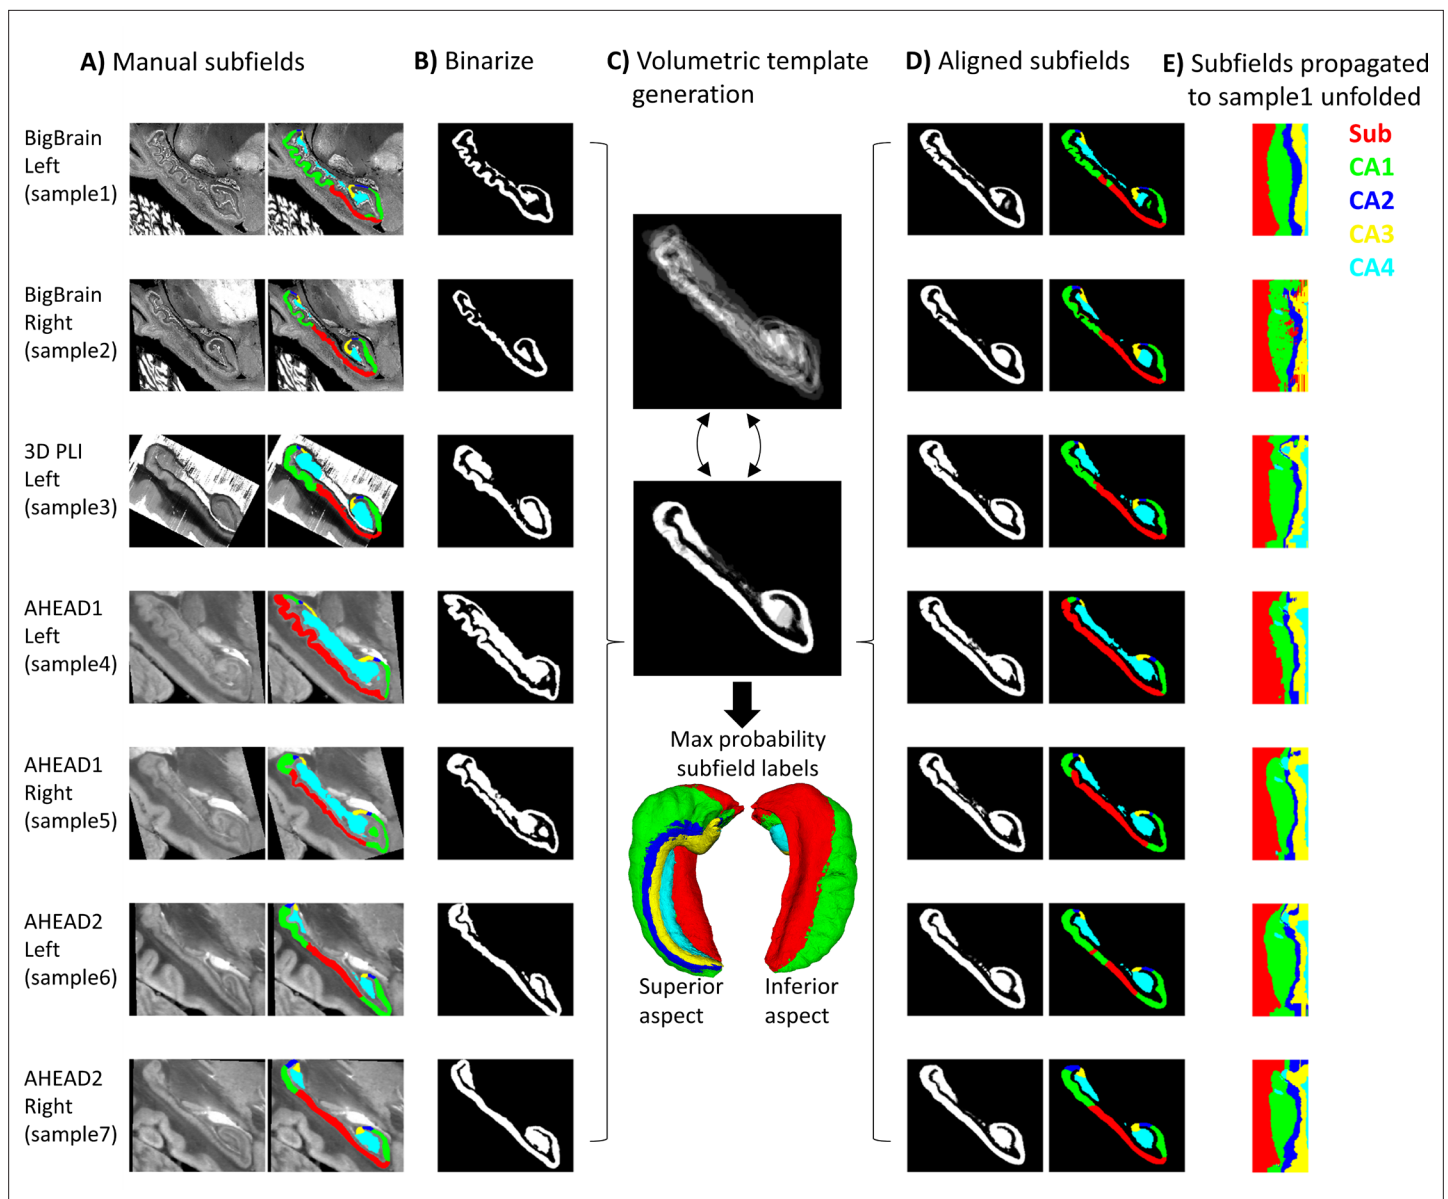 A) Manual subfields
B) Binarize
C) Volumetric template
generation
D) Aligned subfields
E) Subfields propagated
to sample1 unfolded
BigBrain
Left
(sample1)
Sub
CA1
CA2
CA3
CA4
BigBrain
Right
(sample2)
3D PLI
Left
(sample3)
AHEAD1
Left
(sample4)
AHEAD1
Right
(sample5)
Max probability
subfield labels
AHEAD2
Left
(sample6)
Superior
aspect
Inferior
aspect
AHEAD2
Right
(sample7)